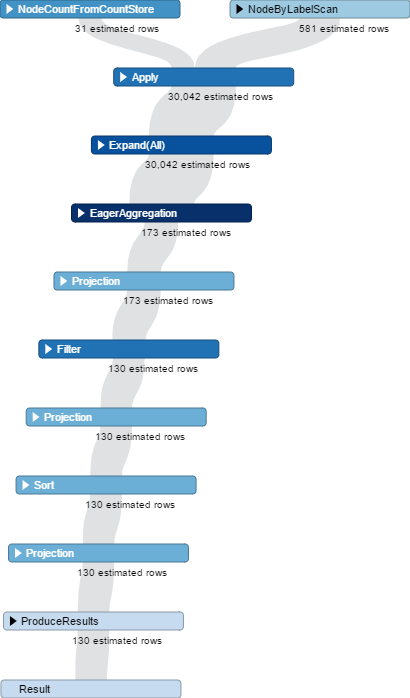 NodeCountFromCountStore
NodeByLabelScan
31 estimated rows
581 estimated rows
Apply
30,042 estimated rows
Expand(All)
30,042 estimated rows
EagerAggregation
173 estimated rows
Projection
173 estimated rows
Filter
130 estimated rows
Projection
130 estimated rows
Sort
130 estimated rows
Projection
130 estimated rows
ProduceResults
130 estimated rows
Result